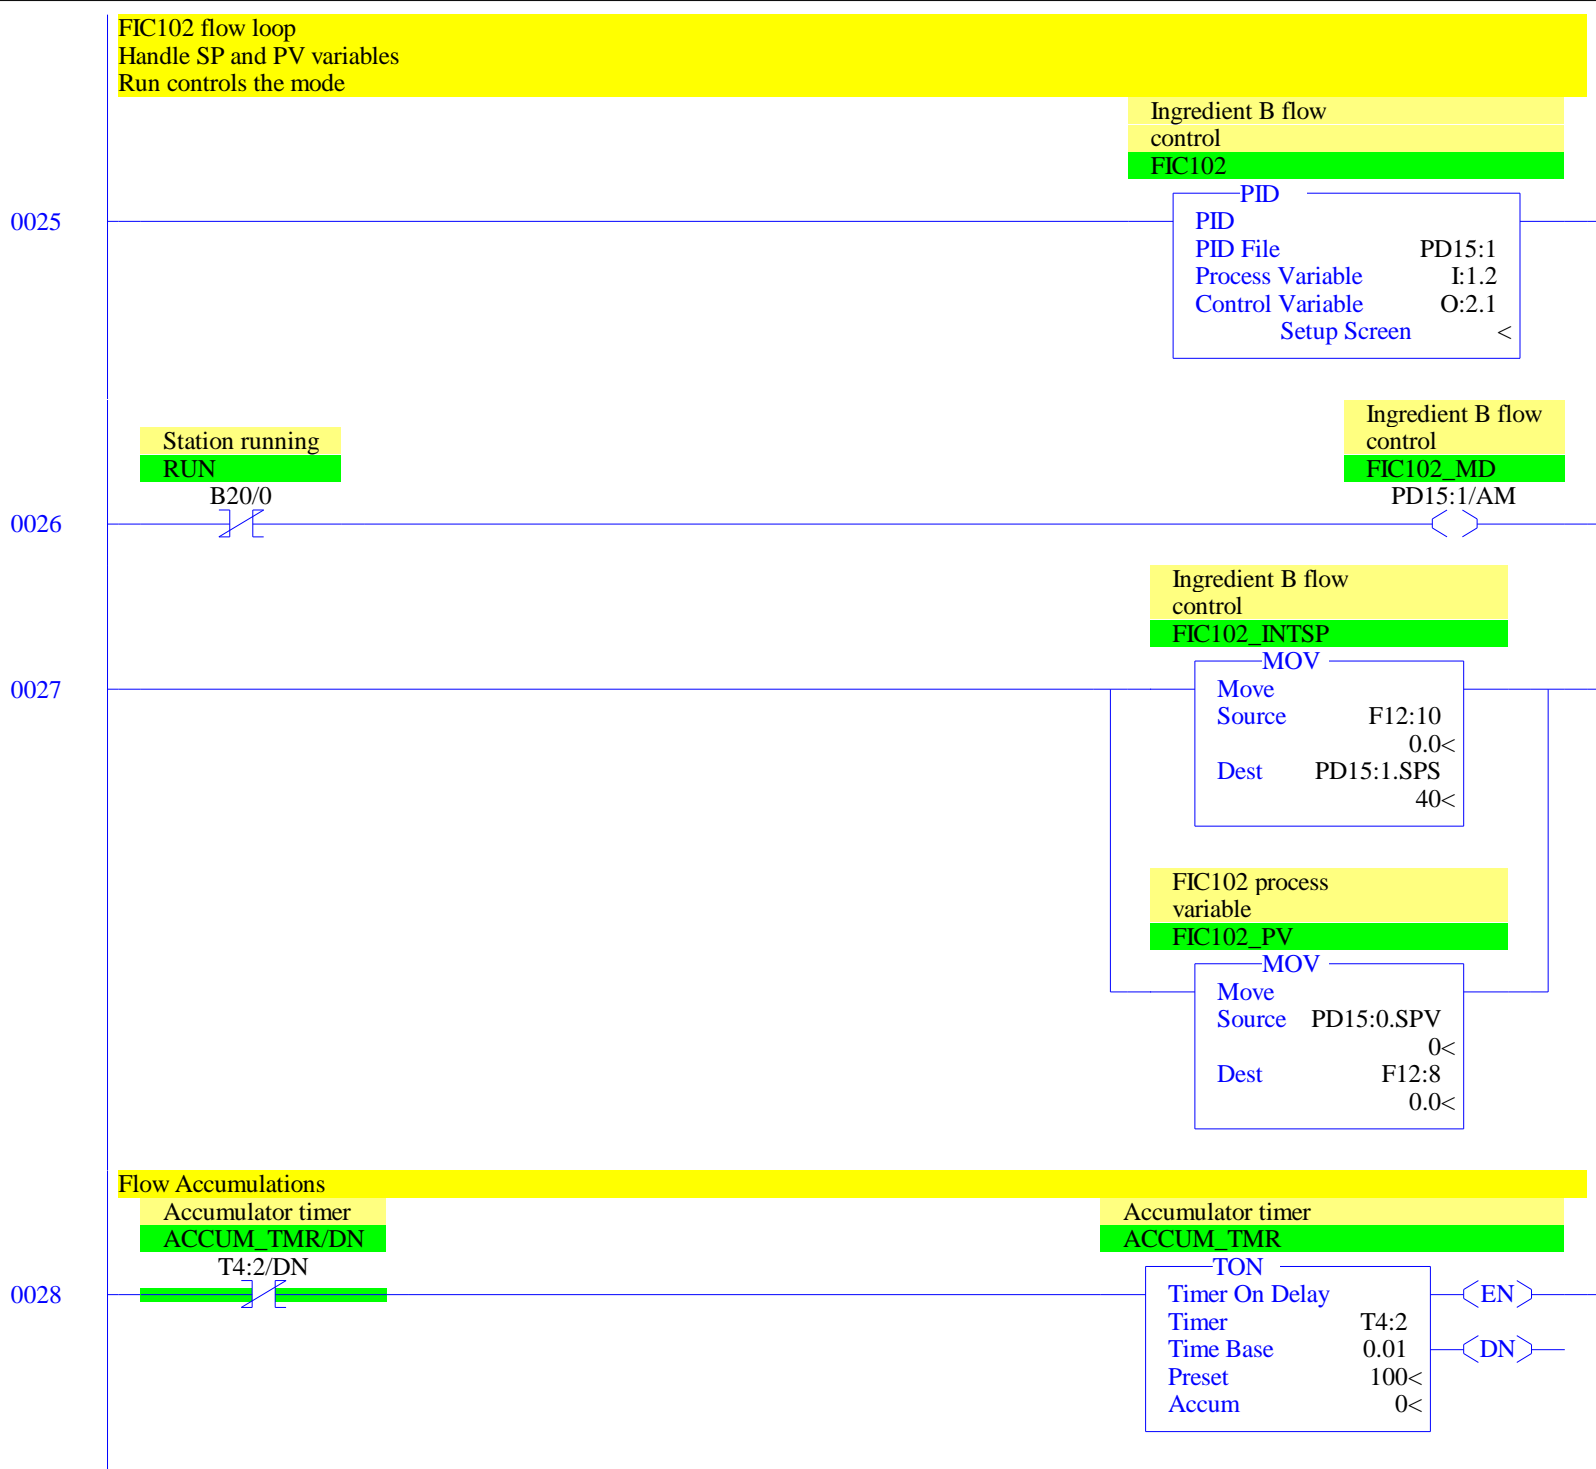 FIC102 flow loop
Handle SP and PV variables
Run controls the mode
Ingredient B flow
control
FIC102
PID
0025
PID
PID File PD15:1
Process Variable I:1.2
Control Variable O:2.1
Setup Screen <
Station running
RUN
B20/0
Ingredient B flow
control
FIC102_MD
PD15:1/AM
0026
Ingredient B flow
control
FIC102_INTSP
MOV
0027
Move
Source F12:10
0.0<
Dest PD15:1.SPS
40<
FIC102 process
variable
FIC102_PV
MOV
Move
Source PD15:0.SPV
0<
Dest F12:8
0.0<
Flow Accumulations
Accumulator timer
ACCUM_TMR/DN
T4:2/DN
Accumulator timer
ACCUM_TMR
TON
0028
Timer On Delay EN
Timer T4:2
Time Base 0.01 DN
Preset 100<
Accum 0<